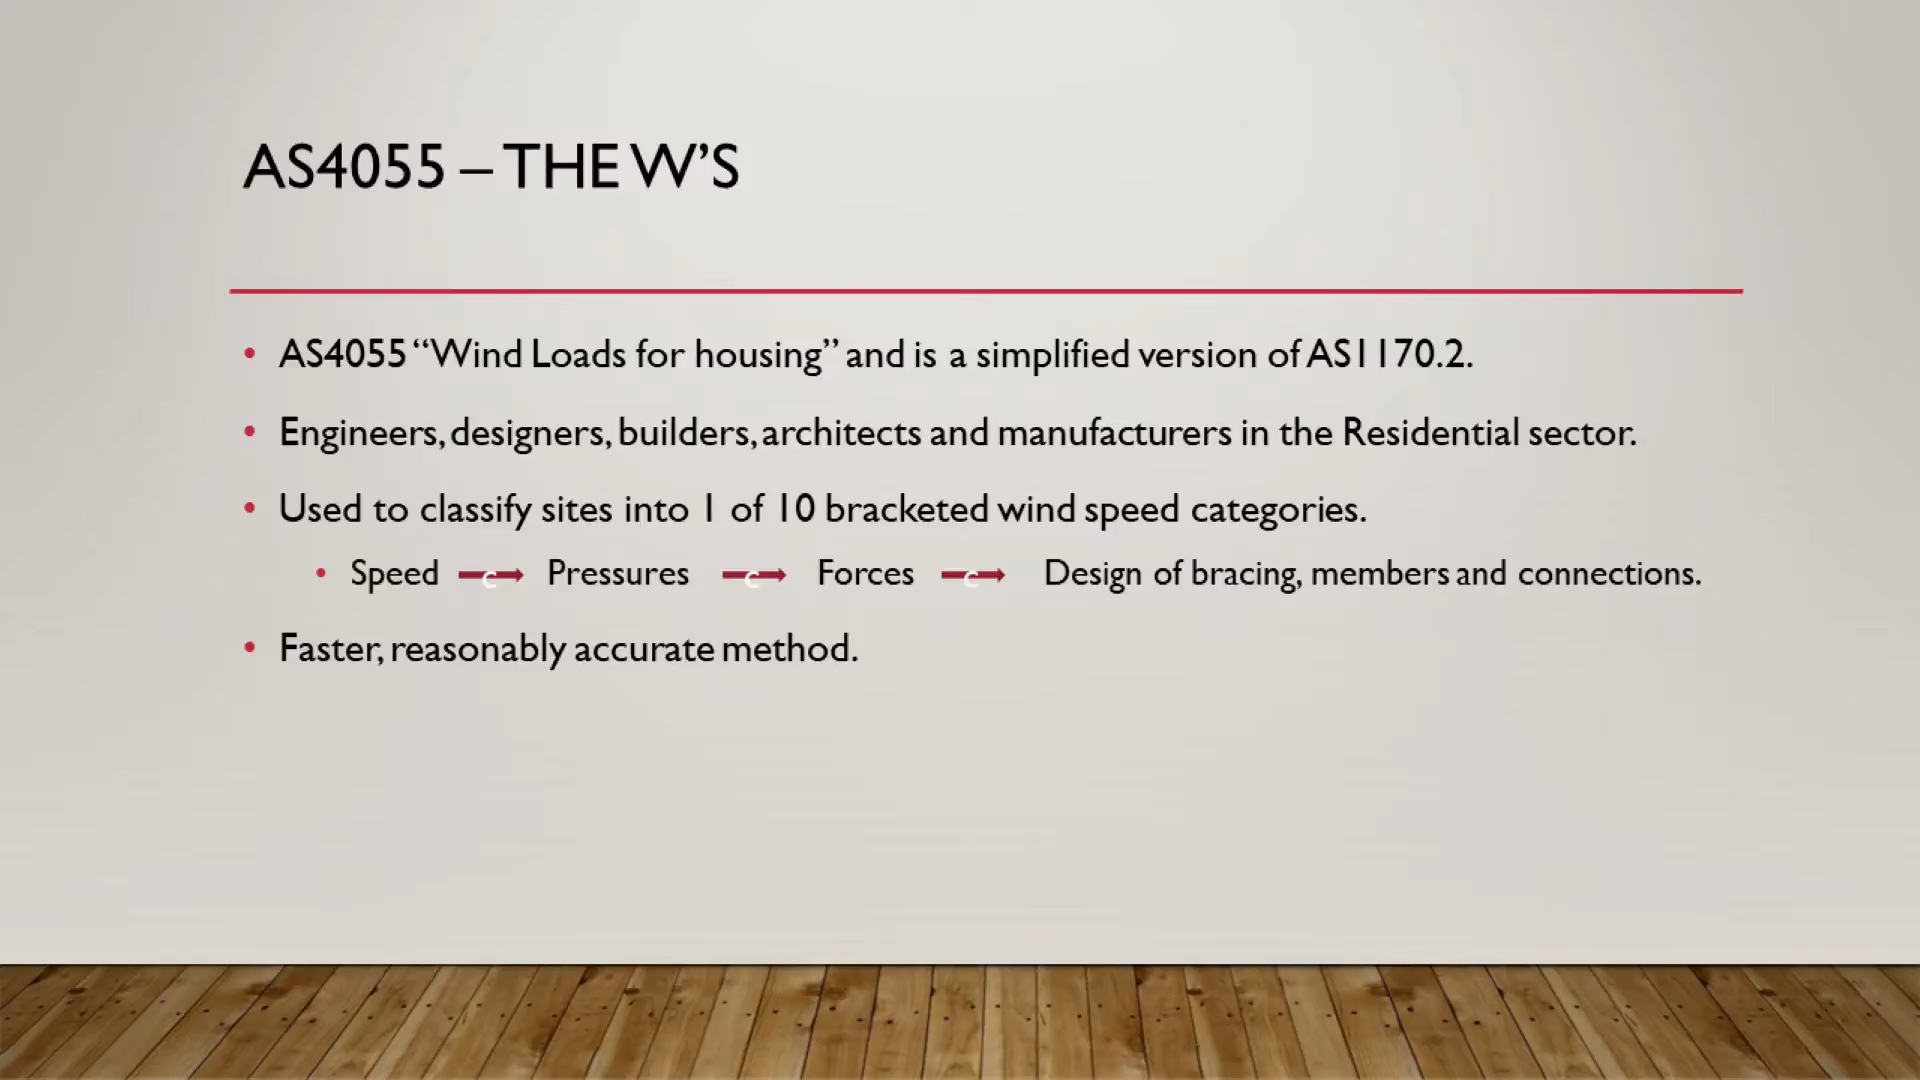 AS4055 – THE W’S
• AS4055 “Wind Loads for housing” and is a simplified version of AS1170.2.
• Engineers, designers, builders, architects and manufacturers in the Residential sector.
• Used to classify sites into 1 of 10 bracketed wind speed categories.
• Speed c Pressures c Forces c Design of bracing, members and connections.
• Faster, reasonably accurate method.